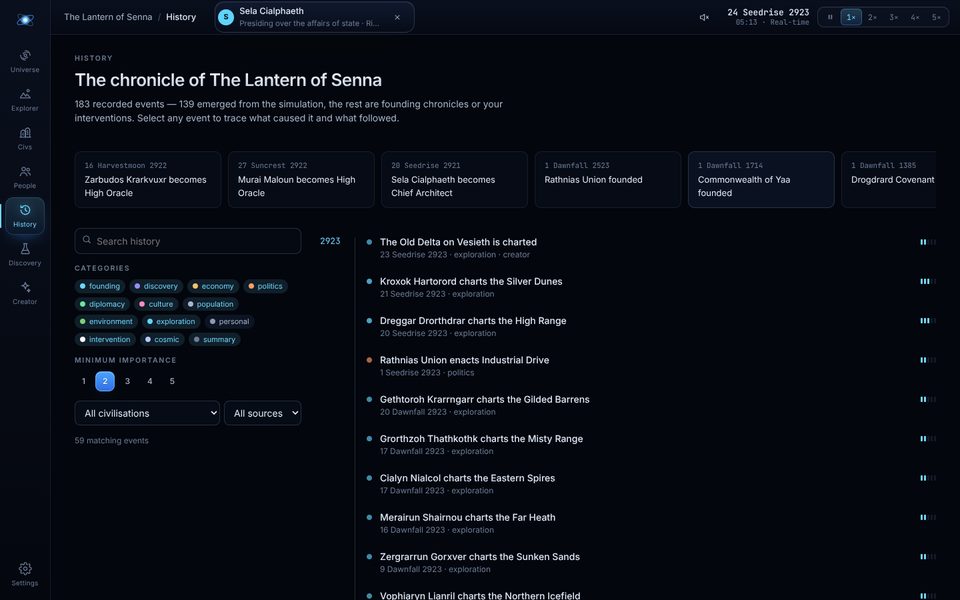 The Lantern of Senna / History
S
Sela Cialphaeth
Presiding over the affairs of state · Ri...
×
24 Seedrise 2923
05:13 · Real-time
1× 2× 3× 4× 5×
Universe
Explorer
Civs
People
History
Discovery
Creator
Settings
HISTORY
The chronicle of The Lantern of Senna
183 recorded events — 139 emerged from the simulation, the rest are founding chronicles or your
interventions. Select any event to trace what caused it and what followed.
16 Harvestmoon 2922
Zarbudos Krarkvuxr becomes
High Oracle
27 Suncrest 2922
Murai Maloun becomes High
Oracle
20 Seedrise 2921
Sela Cialphaeth becomes
Chief Architect
1 Dawnfall 2523
Rathnias Union founded
1 Dawnfall 1714
Commonwealth of Yaa
founded
1 Dawnfall 1385
Drogdrard Covenant
Search history
CATEGORIES
founding discovery economy politics
diplomacy culture population
environment exploration personal
intervention cosmic summary
MINIMUM IMPORTANCE
1 2 3 4 5
All civilisations All sources
59 matching events
2923
The Old Delta on Vesieth is charted
23 Seedrise 2923 · exploration · creator
Kroxok Hartorord charts the Silver Dunes
21 Seedrise 2923 · exploration
Dreggar Drorthdrar charts the High Range
20 Seedrise 2923 · exploration
Rathnias Union enacts Industrial Drive
1 Seedrise 2923 · politics
Gethtoroh Krarrngarr charts the Gilded Barrens
20 Dawnfall 2923 · exploration
Grorthzoh Thathkothk charts the Misty Range
17 Dawnfall 2923 · exploration
Cialyn Nialcol charts the Eastern Spires
17 Dawnfall 2923 · exploration
Merairun Shairnou charts the Far Heath
16 Dawnfall 2923 · exploration
Zergrarrun Gorxver charts the Sunken Sands
9 Dawnfall 2923 · exploration
Vophiaryn Lianril charts the Northern Icefield